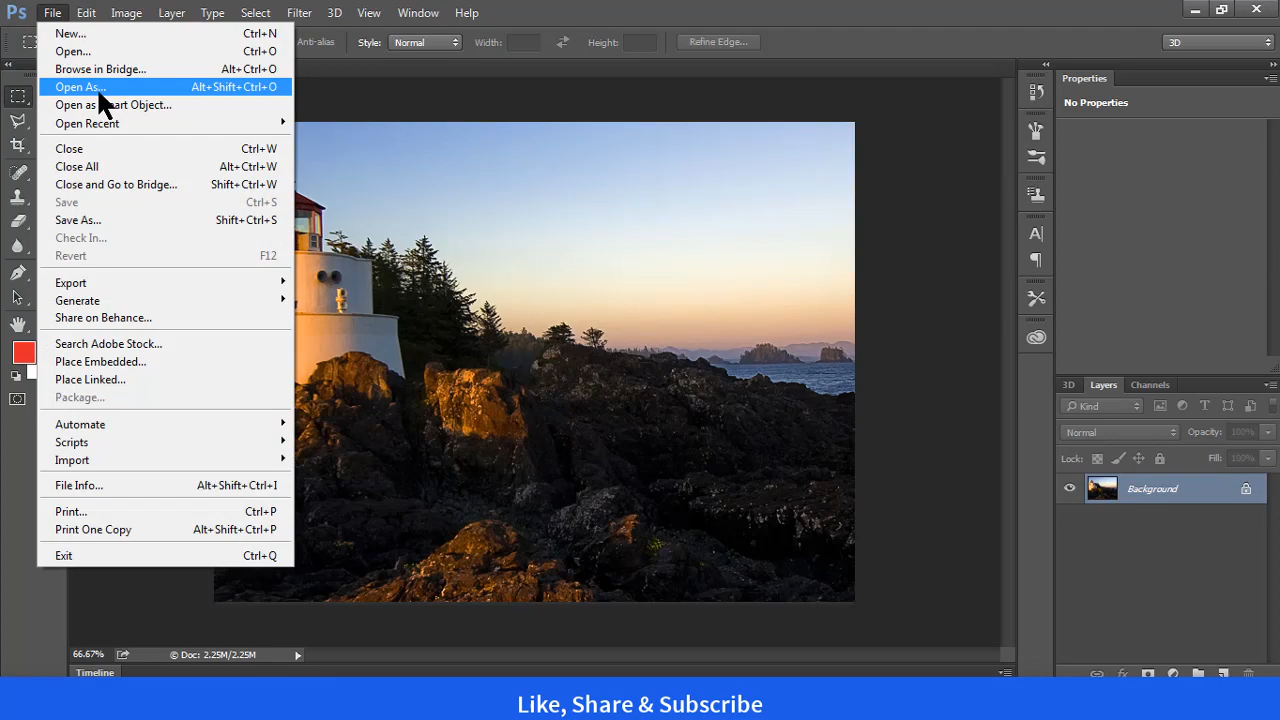 Ps File Edit Image Layer Type Select Filter 3D View Window Help
Anti-alias Style: Normal Width: Height: Refine Edge... 3D
New... Ctrl+N
Open... Ctrl+O
Browse in Bridge... Alt+Ctrl+O
Open As... Alt+Shift+Ctrl+O
Open as Smart Object...
Open Recent
Close Ctrl+W
Close All Alt+Ctrl+W
Close and Go to Bridge... Shift+Ctrl+W
Save Ctrl+S
Save As... Shift+Ctrl+S
Check In...
Revert F12
Export
Generate
Share on Behance...
Search Adobe Stock...
Place Embedded...
Place Linked...
Package...
Automate
Scripts
Import
File Info... Alt+Shift+Ctrl+I
Print... Ctrl+P
Print One Copy Alt+Shift+Ctrl+P
Exit Ctrl+Q
Properties
No Properties
3D Layers Channels
Kind
Normal Opacity: 100%
Lock: Fill: 100%
Background
66.67% © Doc: 2.25M/2.25M
Timeline
Like, Share & Subscribe